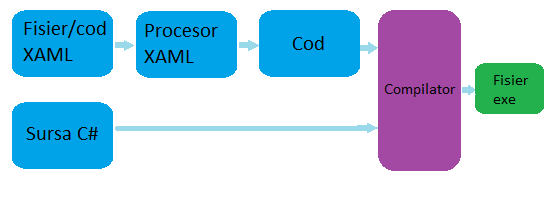 Fisier/cod
XAML
Procesor
XAML
Cod
Compilator
Fisier
exe
Sursa C#